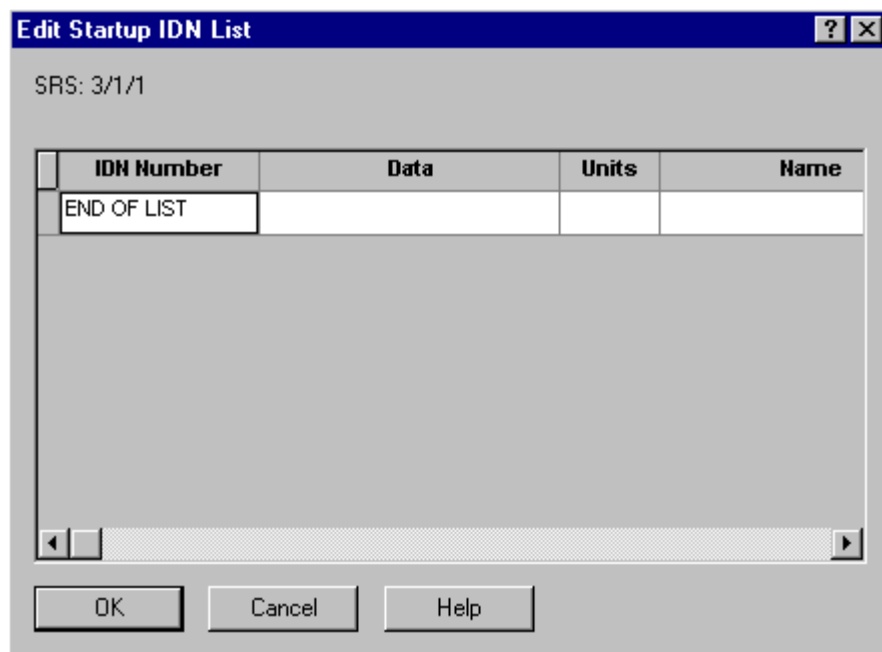 Edit Startup IDN List
SRS: 3/1/1
IDN Number Data Units Name
END OF LIST
OK Cancel Help